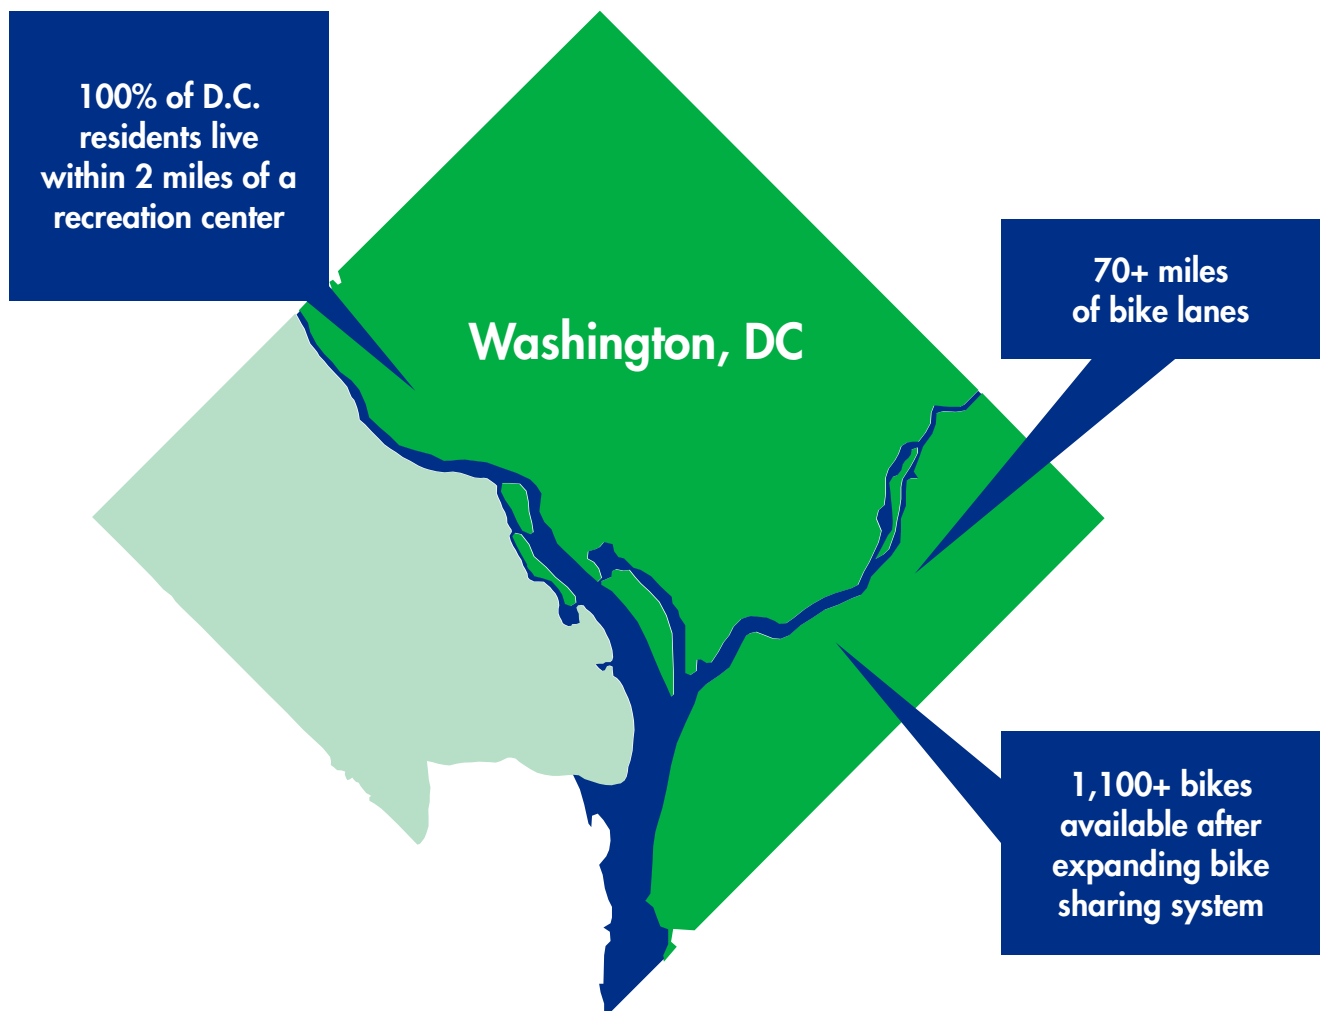 100% of D.C.
residents live
within 2 miles of a
recreation center
Washington, DC
70+ miles
of bike lanes
1,100+ bikes
available after
expanding bike
sharing system